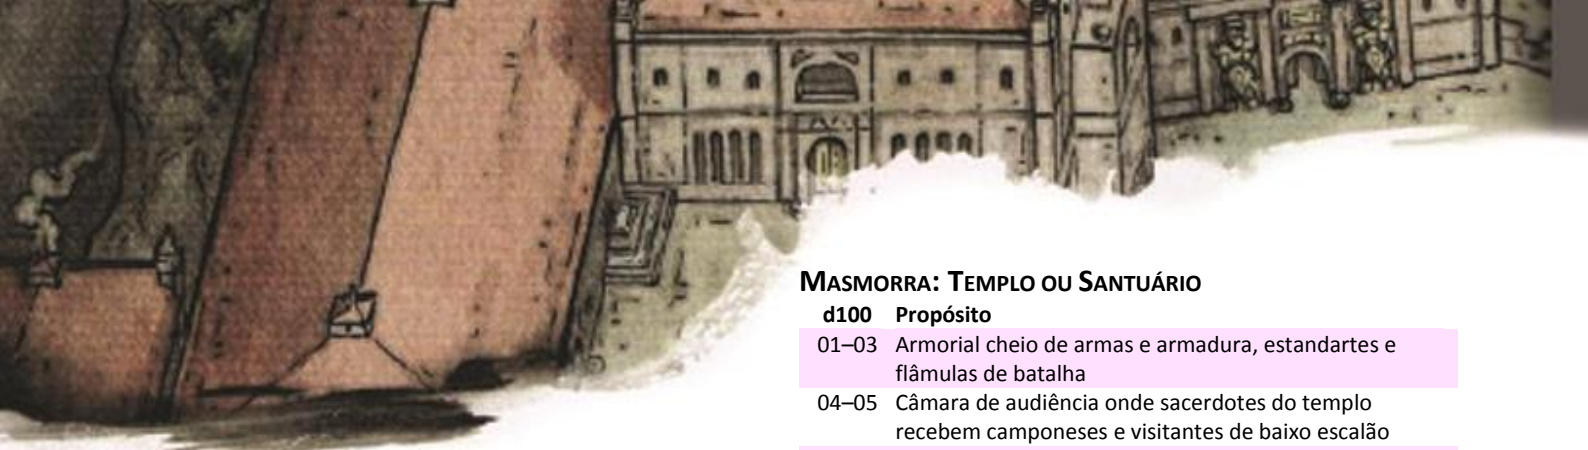 MASMORRA: TEMPLO OU SANTUÁRIO
d100 Propósito
01–03 Armorial cheio de armas e armadura, estandartes e
flâmulas de batalha
04–05 Câmara de audiência onde sacerdotes do templo
recebem camponeses e visitantes de baixo escalão